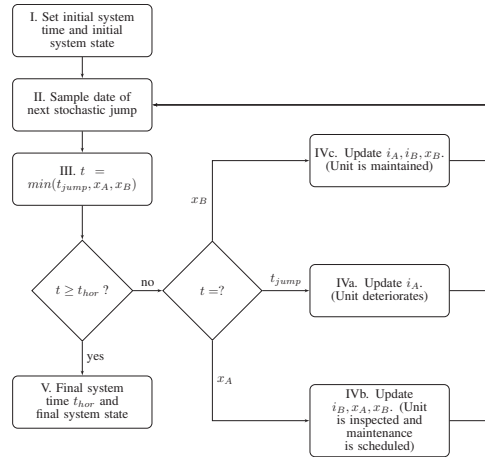 I. Set initial system
time and initial
system state
II. Sample date of
next stochastic jump
III. t =
min(t_jump, x_A, x_B)
t ≥ t_hor ?
no
yes
V. Final system
time t_hor and
final system state
t =?
x_B
t_jump
x_A
IVc. Update i_A, i_B, x_B.
(Unit is maintained)
IVa. Update i_A.
(Unit deteriorates)
IVb. Update
i_B, x_A, x_B. (Unit
is inspected and
maintenance
is scheduled)